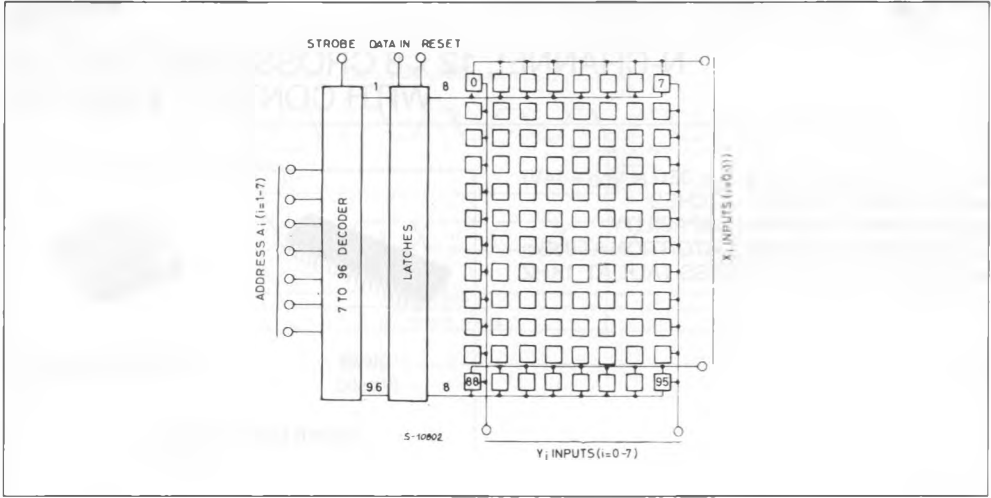 STROBE DATA IN RESET
1 8
0 7
ADDRESS Ai (i=1-7)
7 TO 96 DECODER
LATCHES
Xi INPUTS (i=0-11)
88 95
96 8
S-10802
Yi INPUTS (i=0-7)